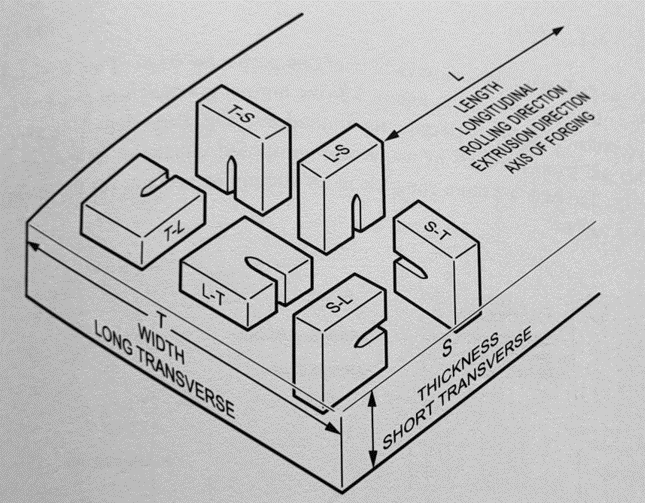 L
LENGTH
LONGITUDINAL
ROLLING DIRECTION
EXTRUSION DIRECTION
AXIS OF FORGING
T-S
L-S
T-L
S-T
L-T
S-L
T
WIDTH
LONG TRANSVERSE
S
THICKNESS
SHORT TRANSVERSE